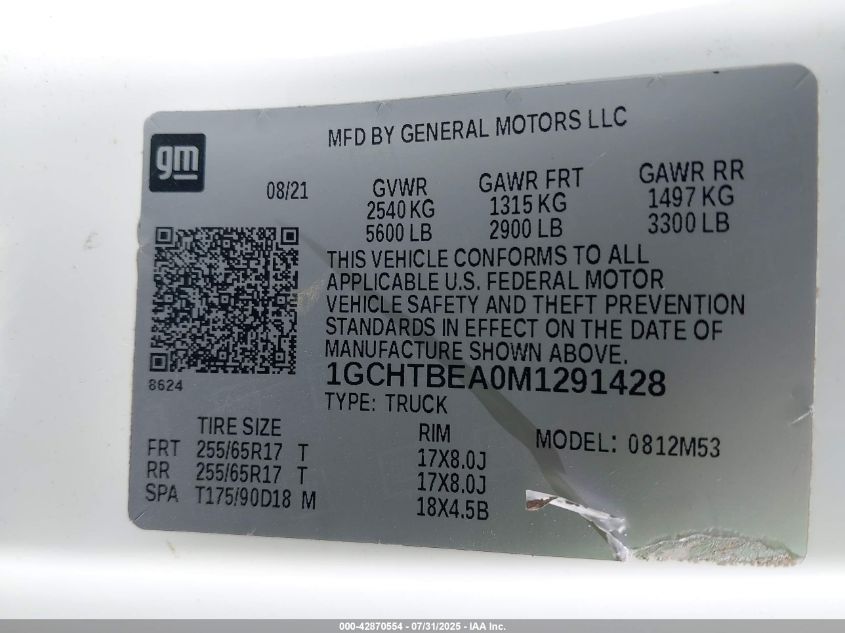 gm
MFD BY GENERAL MOTORS LLC
08/21
GVWR
2540 KG
5600 LB
GAWR FRT
1315 KG
2900 LB
GAWR RR
1497 KG
3300 LB
THIS VEHICLE CONFORMS TO ALL
APPLICABLE U.S. FEDERAL MOTOR
VEHICLE SAFETY AND THEFT PREVENTION
STANDARDS IN EFFECT ON THE DATE OF
MANUFACTURE SHOWN ABOVE.
8624
1GCHTBEA0M1291428
TYPE: TRUCK
TIRE SIZE RIM MODEL: 0812M53
FRT 255/65R17 T 17X8.0J
RR 255/65R17 T 17X8.0J
SPA T175/90D18 M 18X4.5B
000-42870554 - 07/31/2025 - IAA Inc.